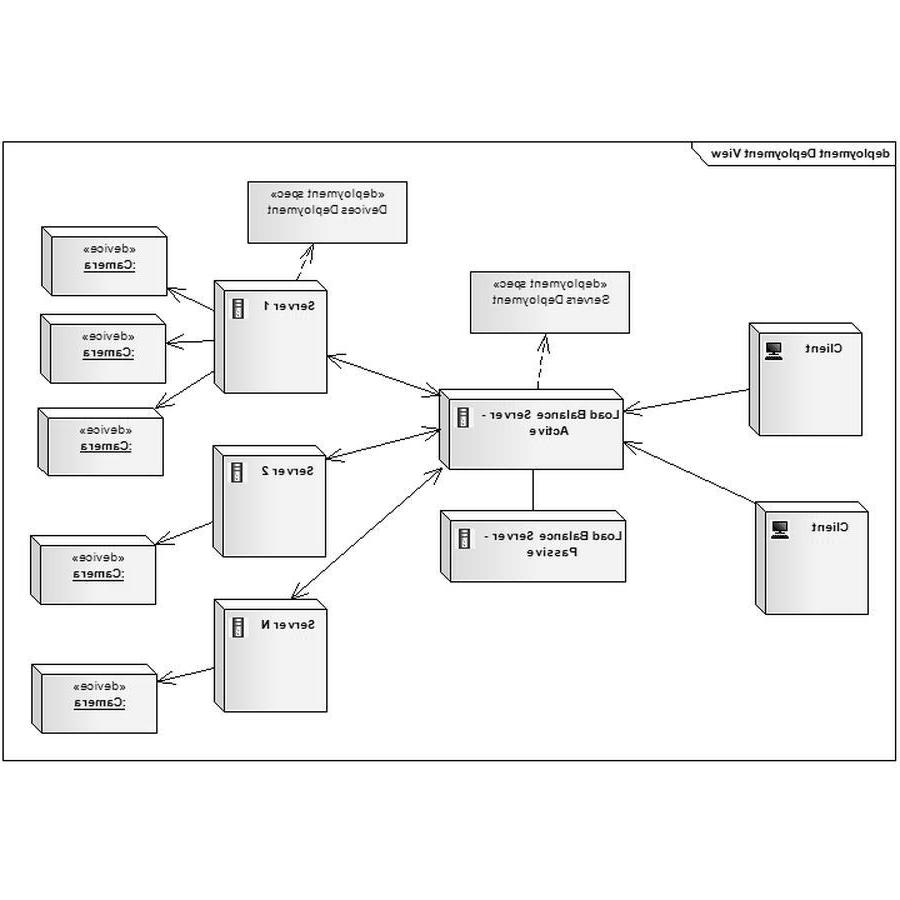 deployment Deployment View
«deployment spec»
Devices Deployment
«device»
:Camera
«device»
:Camera
«device»
:Camera
«device»
:Camera
«device»
:Camera
Server 1
Server 2
Server N
«deployment spec»
Servers Deployment
Load Balance Server -
Active
Load Balance Server -
Passive
Client
Client